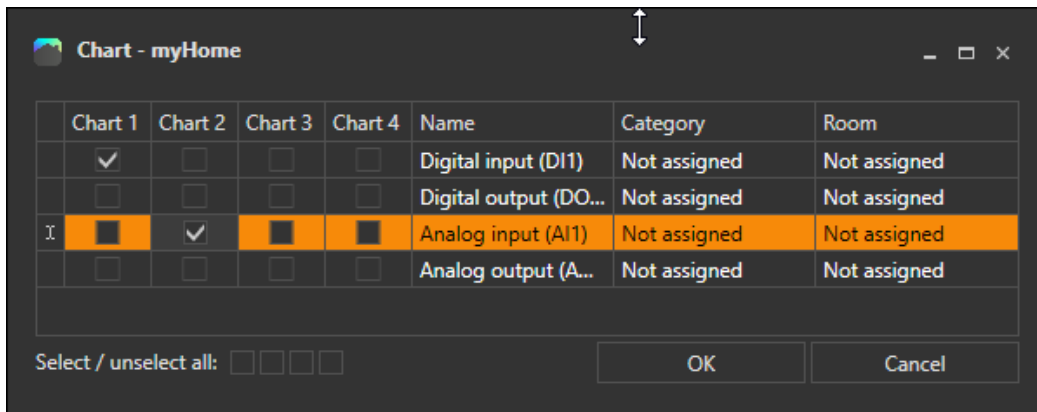 Chart - myHome
Chart 1 Chart 2 Chart 3 Chart 4 Name Category Room
Digital input (DI1) Not assigned Not assigned
Digital output (DO... Not assigned Not assigned
Analog input (AI1) Not assigned Not assigned
Analog output (A... Not assigned Not assigned
Select / unselect all: OK Cancel